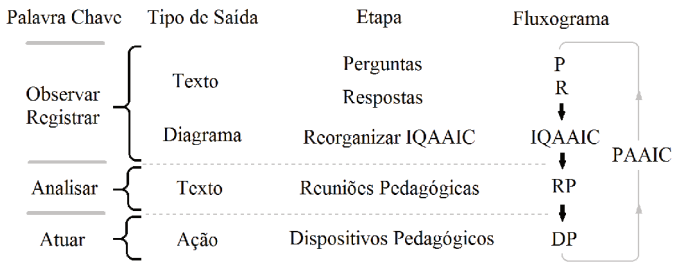 Palavra Chave Tipo de Saída Etapa Fluxograma
Perguntas P
Texto
Respostas R
Observar
Registrar
Diagrama Reorganizar IQAAIC IQAAIC
PAAIC
Analisar Texto Reuniões Pedagógicas RP
Atuar Ação Dispositivos Pedagógicos DP